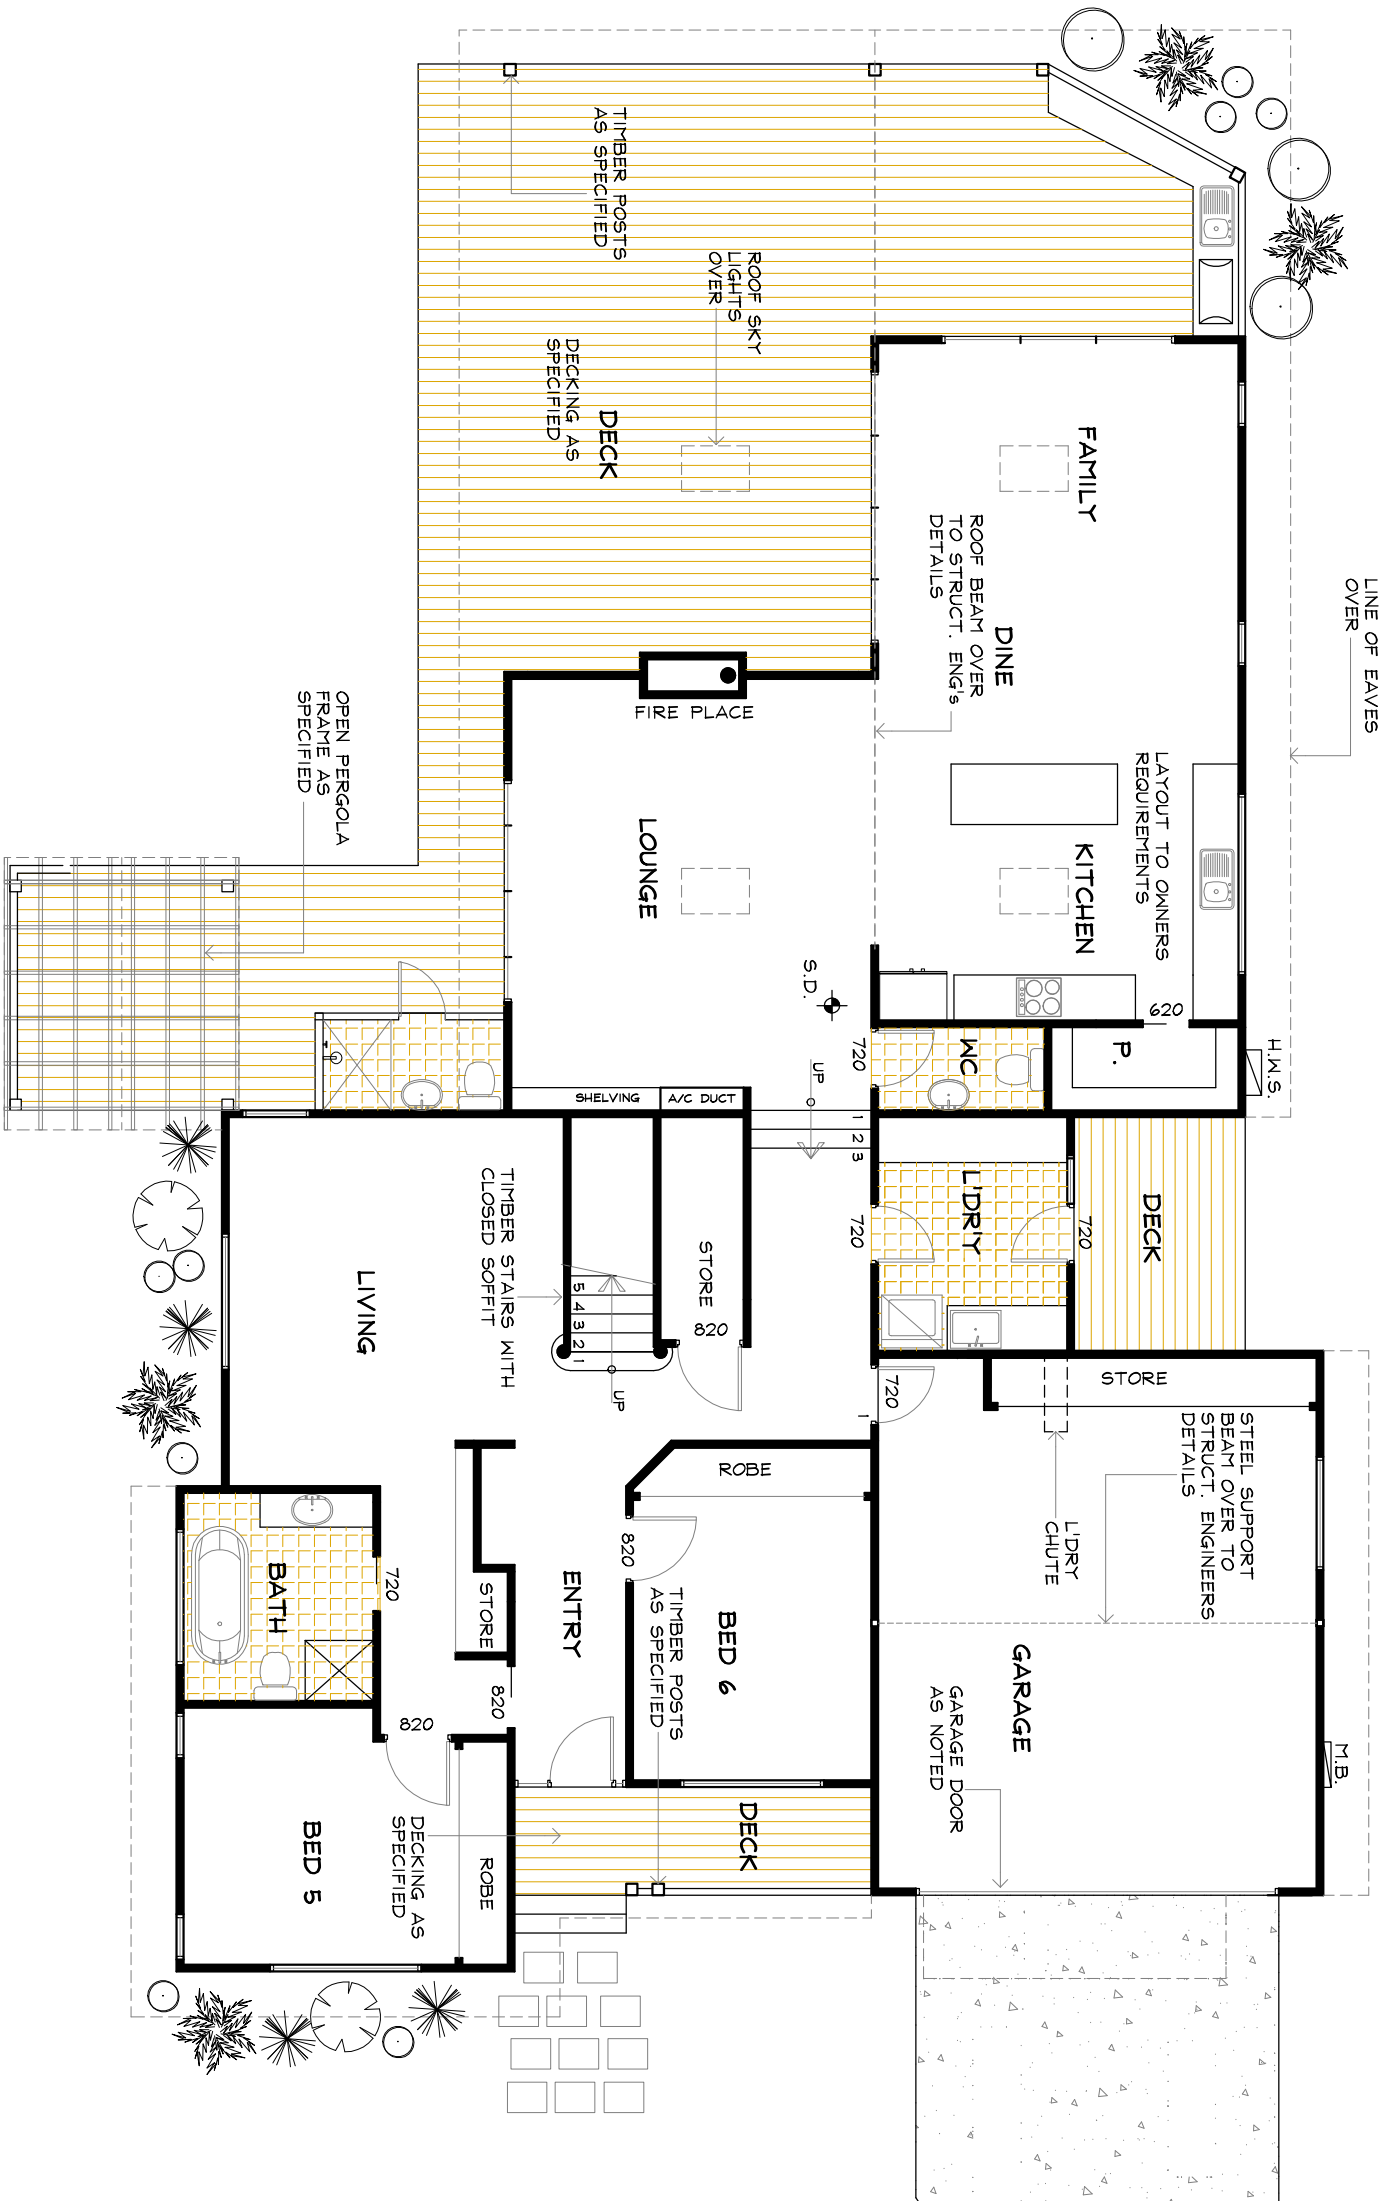 LINE OF EAVES
OVER
TIMBER POSTS
AS SPECIFIED
ROOF SKY
LIGHTS
OVER
DECKING AS
SPECIFIED
DECK
FAMILY
ROOF BEAM OVER
TO STRUCT. ENG's
DETAILS
DINE
FIRE PLACE
OPEN PERGOLA
FRAME AS
SPECIFIED
LAYOUT TO OWNERS
REQUIREMENTS
KITCHEN
LOUNGE
S.D.
620
720
WC
P.
H.W.S.
UP
SHELVING
A/C DUCT
1
2
3
L'DR'Y
720
720
DECK
TIMBER STAIRS WITH
CLOSED SOFFIT
STORE
820
LIVING
5
4
3
2
1
UP
720
1
STORE
STEEL SUPPORT
BEAM OVER TO
STRUCT. ENGINEERS
DETAILS
L'DRY
CHUTE
ROBE
820
ENTRY
STORE
BATH
720
TIMBER POSTS
AS SPECIFIED
BED 6
GARAGE
GARAGE DOOR
AS NOTED
M.B.
820
820
DECK
DECKING AS
SPECIFIED
ROBE
BED 5